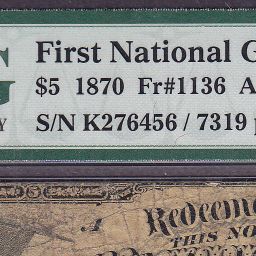 First National G
$5 1870 Fr#1136 A
S/N K276456 / 7319 p
Redeem
THIS NO